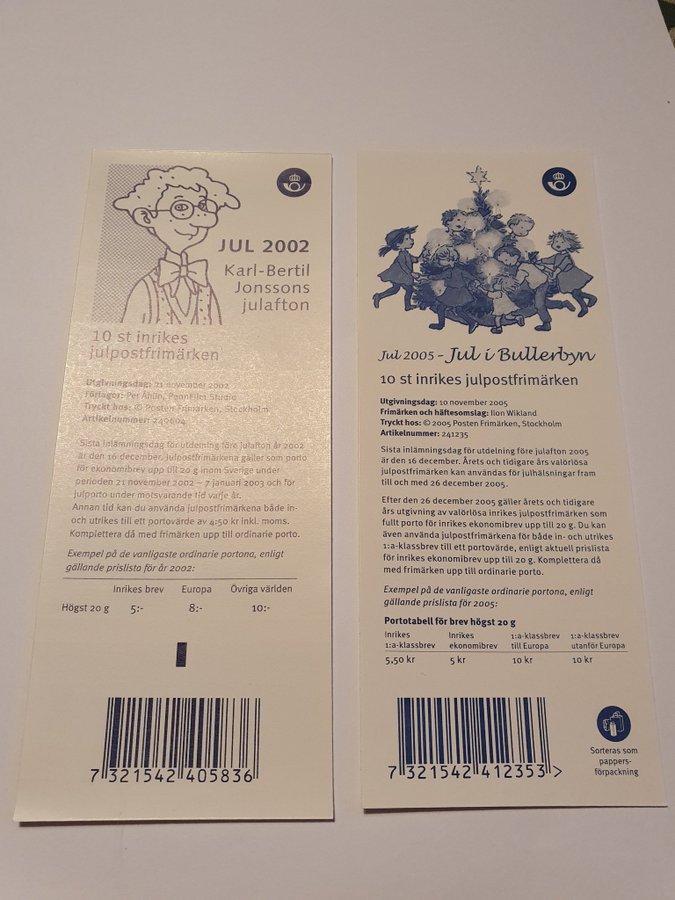 JUL 2002
Karl-Bertil
Jonssons
julafton
10 st inrikes
julpostfrimärken
Utgivningsdag: 21 november 2002
Förlagor: Per Åhlin, PennFilm Studio
Tryckt hos: © Posten Frimärken, Stockholm
Artikelnummer: 240604
Sista inlämningsdag för utdelning före julafton år 2002
är den 16 december. Julpostfrimärkena gäller som porto
för ekonomibrev upp till 20 g inom Sverige under
perioden 21 november 2002 – 7 januari 2003 och för
julporto under motsvarande tid varje år.
Annan tid kan du använda julpostfrimärkena både in-
och utrikes till ett portovärde av 4:50 kr inkl. moms.
Komplettera då med frimärken upp till ordinarie porto.
Exempel på de vanligaste ordinarie portona, enligt
gällande prislista för år 2002:
Inrikes brev Europa Övriga världen
Högst 20 g 5:- 8:- 10:-
7 321542 405836
Jul 2005 – Jul i Bullerbyn
10 st inrikes julpostfrimärken
Utgivningsdag: 10 november 2005
Frimärken och häftesomslag: Ilon Wikland
Tryckt hos: © 2005 Posten Frimärken, Stockholm
Artikelnummer: 241235
Sista inlämningsdag för utdelning före julafton 2005
är den 16 december. Årets och tidigare års valörlösa
julpostfrimärken kan användas för julhälsningar fram
till och med 26 december 2005.
Efter den 26 december 2005 gäller årets och tidigare
års utgivning av valörlösa inrikes julpostfrimärken som
fullt porto för inrikes ekonomibrev upp till 20 g. Du kan
även använda julpostfrimärkena för både in- och utrikes
1:a-klassbrev till ett portovärde, enligt aktuell prislista
för inrikes ekonomibrev upp till 20 g. Komplettera då
med frimärken upp till ordinarie porto.
Exempel på de vanligaste ordinarie portona, enligt
gällande prislista för 2005:
Portotabell för brev högst 20 g
Inrikes Inrikes 1:a-klassbrev 1:a-klassbrev
1:a-klassbrev ekonomibrev till Europa utanför Europa
5,50 kr 5 kr 10 kr 10 kr
7 321542 412353 >
Sorteras som
pappers-
förpackning